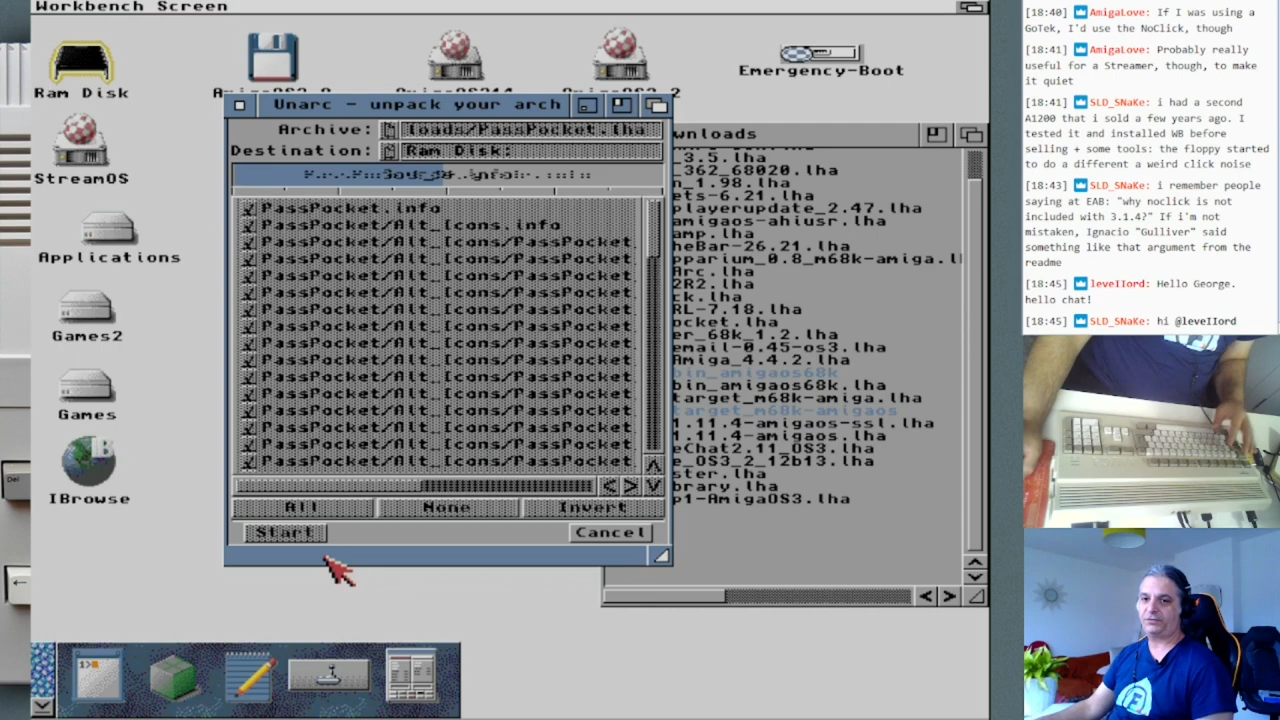 Workbench Screen
Ram Disk
StreamOS
Applications
Games2
Games
IBrowse
Emergency-Boot
Unarc - unpack your arch
Archive: loads/PassPocket.lha
Destination: Ram Disk:
PassPocket.info
PassPocket/Alt_Icons.info
PassPocket/Alt_Icons/PassPocket.
PassPocket/Alt_Icons/PassPocket
PassPocket/Alt_Icons/PassPocket
PassPocket/Alt_Icons/PassPocket.
PassPocket/Alt_Icons/PassPocket.
PassPocket/Alt_Icons/PassPocket.
PassPocket/Alt_Icons/PassPocket.
PassPocket/Alt_Icons/PassPocket.
PassPocket/Alt_Icons/PassPocket.
PassPocket/Alt_Icons/PassPocket.
PassPocket/Alt_Icons/PassPocket.
PassPocket/Alt_Icons/PassPocket.
PassPocket/Alt_Icons/PassPocket.
PassPocket/Alt_Icons/PassPocket.
All None Invert
Start Cancel
wnloads
_3.5.lha
_362_68020.lha
n_1.98.lha
ets-6.21.lha
playerupdate_2.47.lha
amigaos-ahiusr.lha
amp.lha
heBar-26.21.lha
pparium_0.8_m68k-amiga.l
Arc.lha
2R2.lha
ck.lha
RL-7.18.lha
ocket.lha
er_68k_1.2.lha
email-0.45-os3.lha
Amiga_4.4.2.lha
bin_amigaos68k
bin_amigaos68k.lha
target_m68k-amiga.lha
target_m68k-amigaos
1.11.4-amigaos-ssl.lha
1.11.4-amigaos.lha
eChat2.11_OS3.lha
e_OS3_2_12b13.lha
ster.lha
brary.lha
p1-AmigaOS3.lha
[18:40] AmigaLove: If I was using a
GoTek, I'd use the NoClick, though
[18:41] AmigaLove: Probably really
useful for a Streamer, though, to make
it quiet
[18:41] SLD_SNaKe: i had a second
A1200 that i sold a few years ago. I
tested it and installed WB before
selling + some tools: the floppy started
to do a different a weird click noise
[18:43] SLD_SNaKe: i remember people
saying at EAB: "why noclick is not
included with 3.1.4?" If i'm not
mistaken, Ignacio "Gulliver" said
something like that argument from the
readme
[18:45] leveIIord: Hello George.
hello chat!
[18:45] SLD_SNaKe: hi @leveIIord
Del